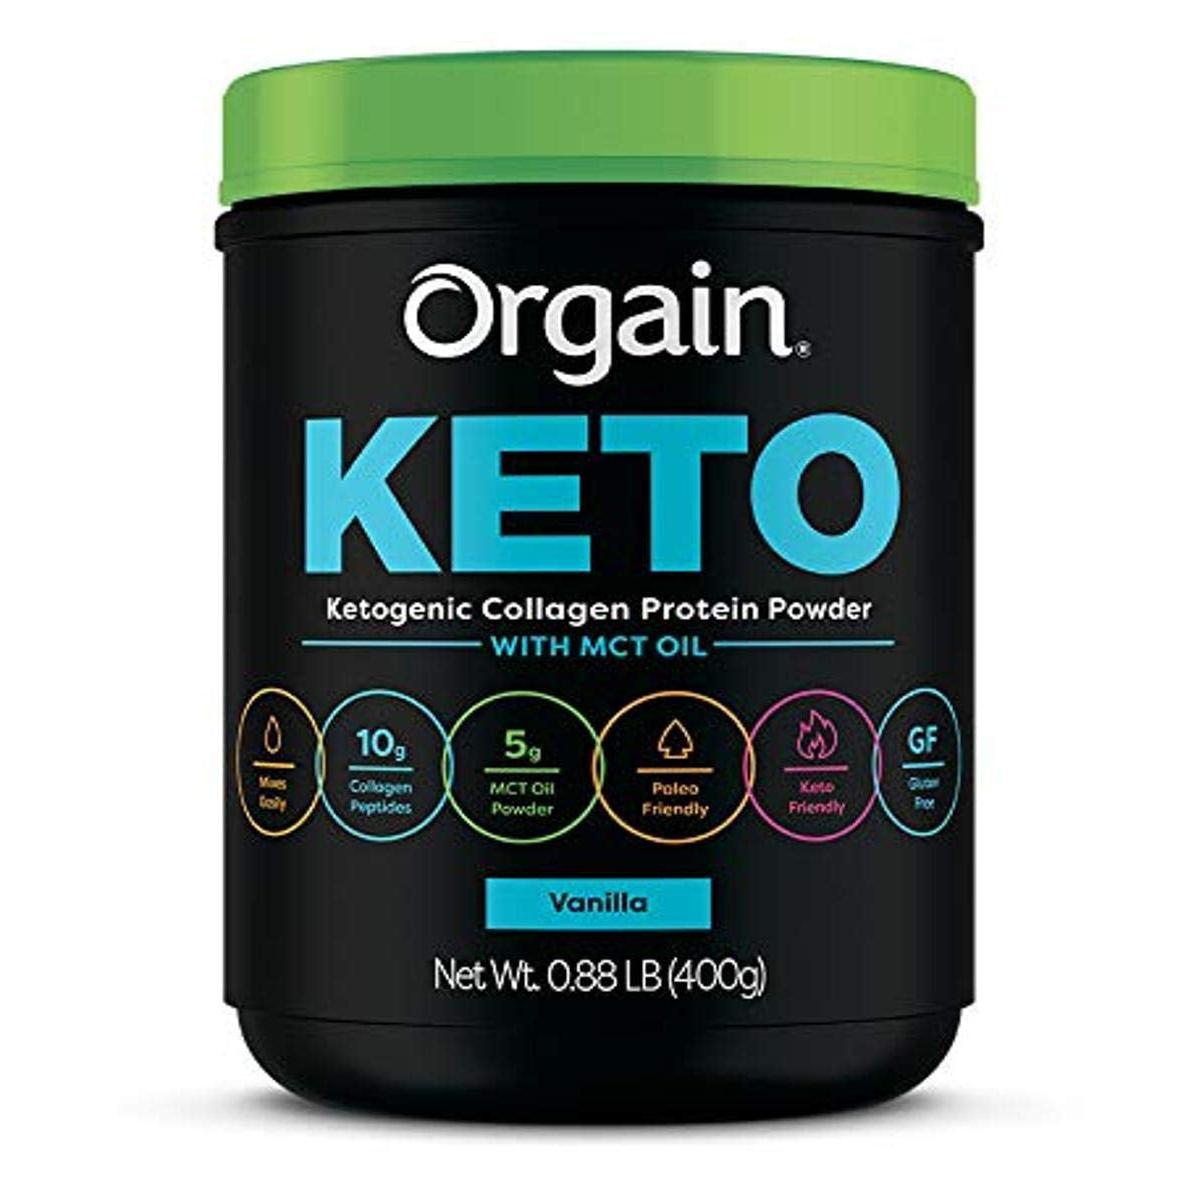 Orgain®
KETO
Ketogenic Collagen Protein Powder
WITH MCT OIL
Mixes
Easily
10g
Collagen
Peptides
5g
MCT Oil
Powder
Paleo
Friendly
Keto
Friendly
GF
Gluten
Free
Vanilla
Net Wt. 0.88 LB (400g)